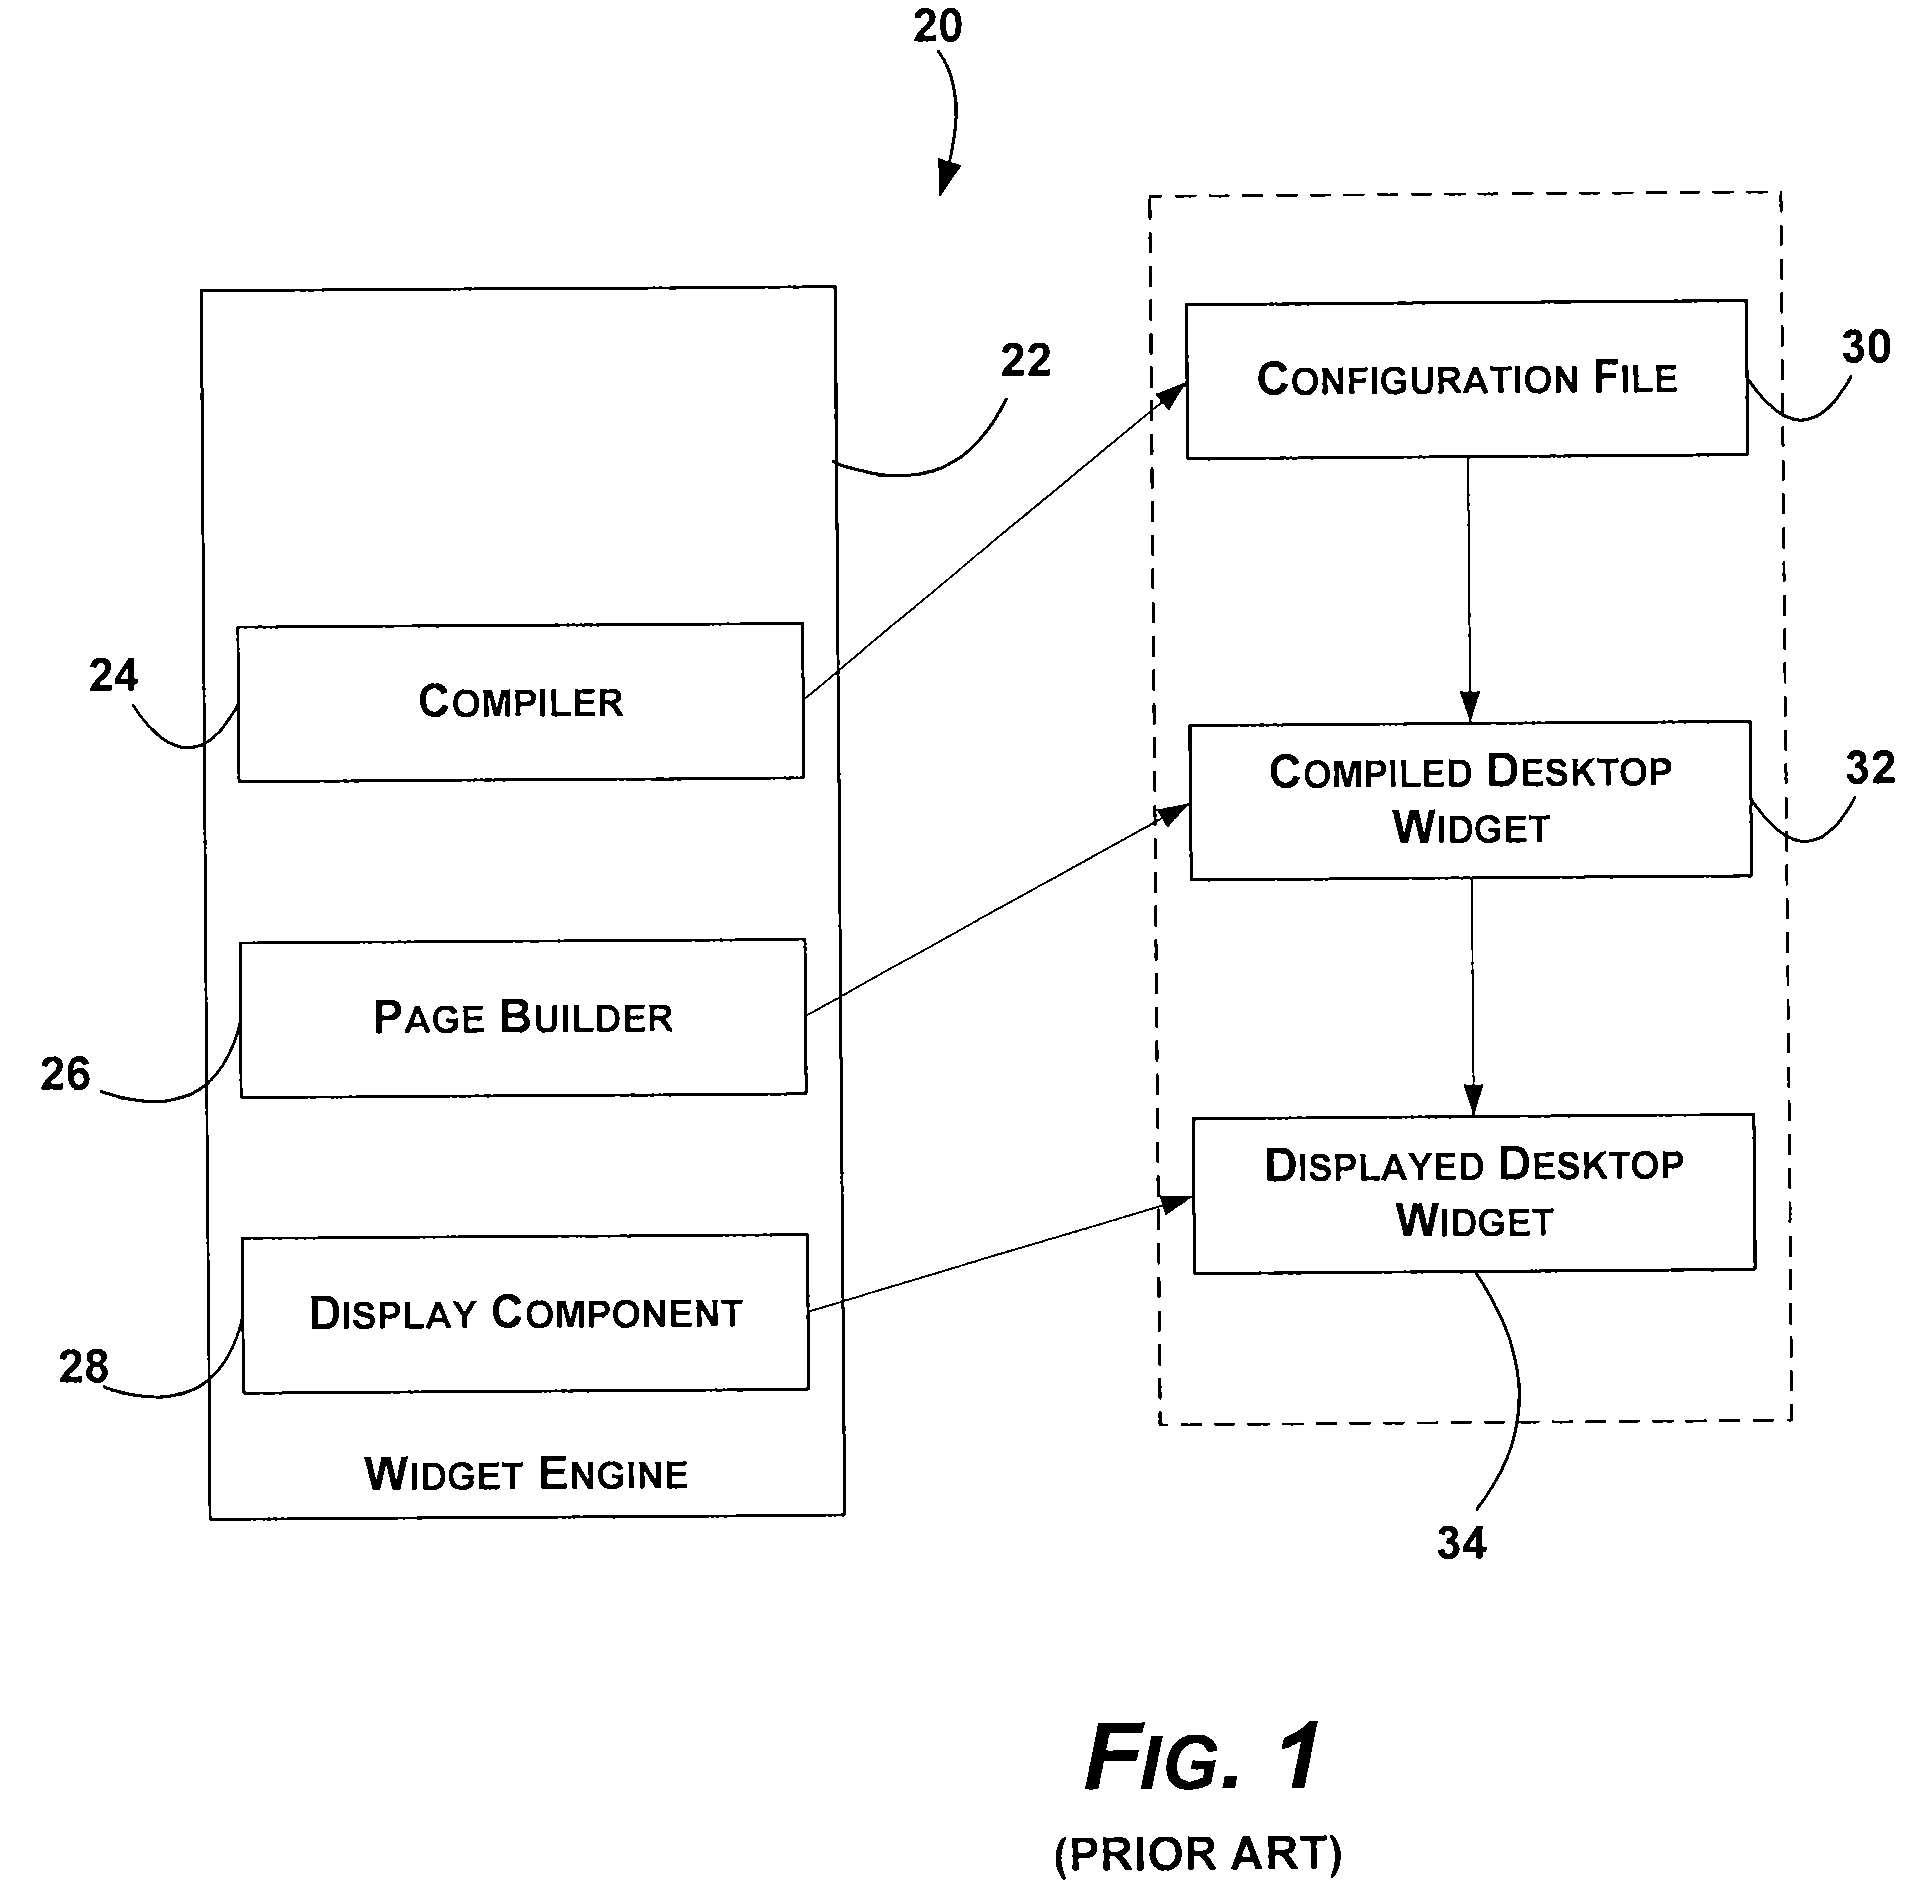 20
22
CONFIGURATION FILE
30
24
COMPILER
COMPILED DESKTOP
WIDGET
32
PAGE BUILDER
26
DISPLAYED DESKTOP
WIDGET
DISPLAY COMPONENT
28
WIDGET ENGINE
34
FIG. 1
(PRIOR ART)